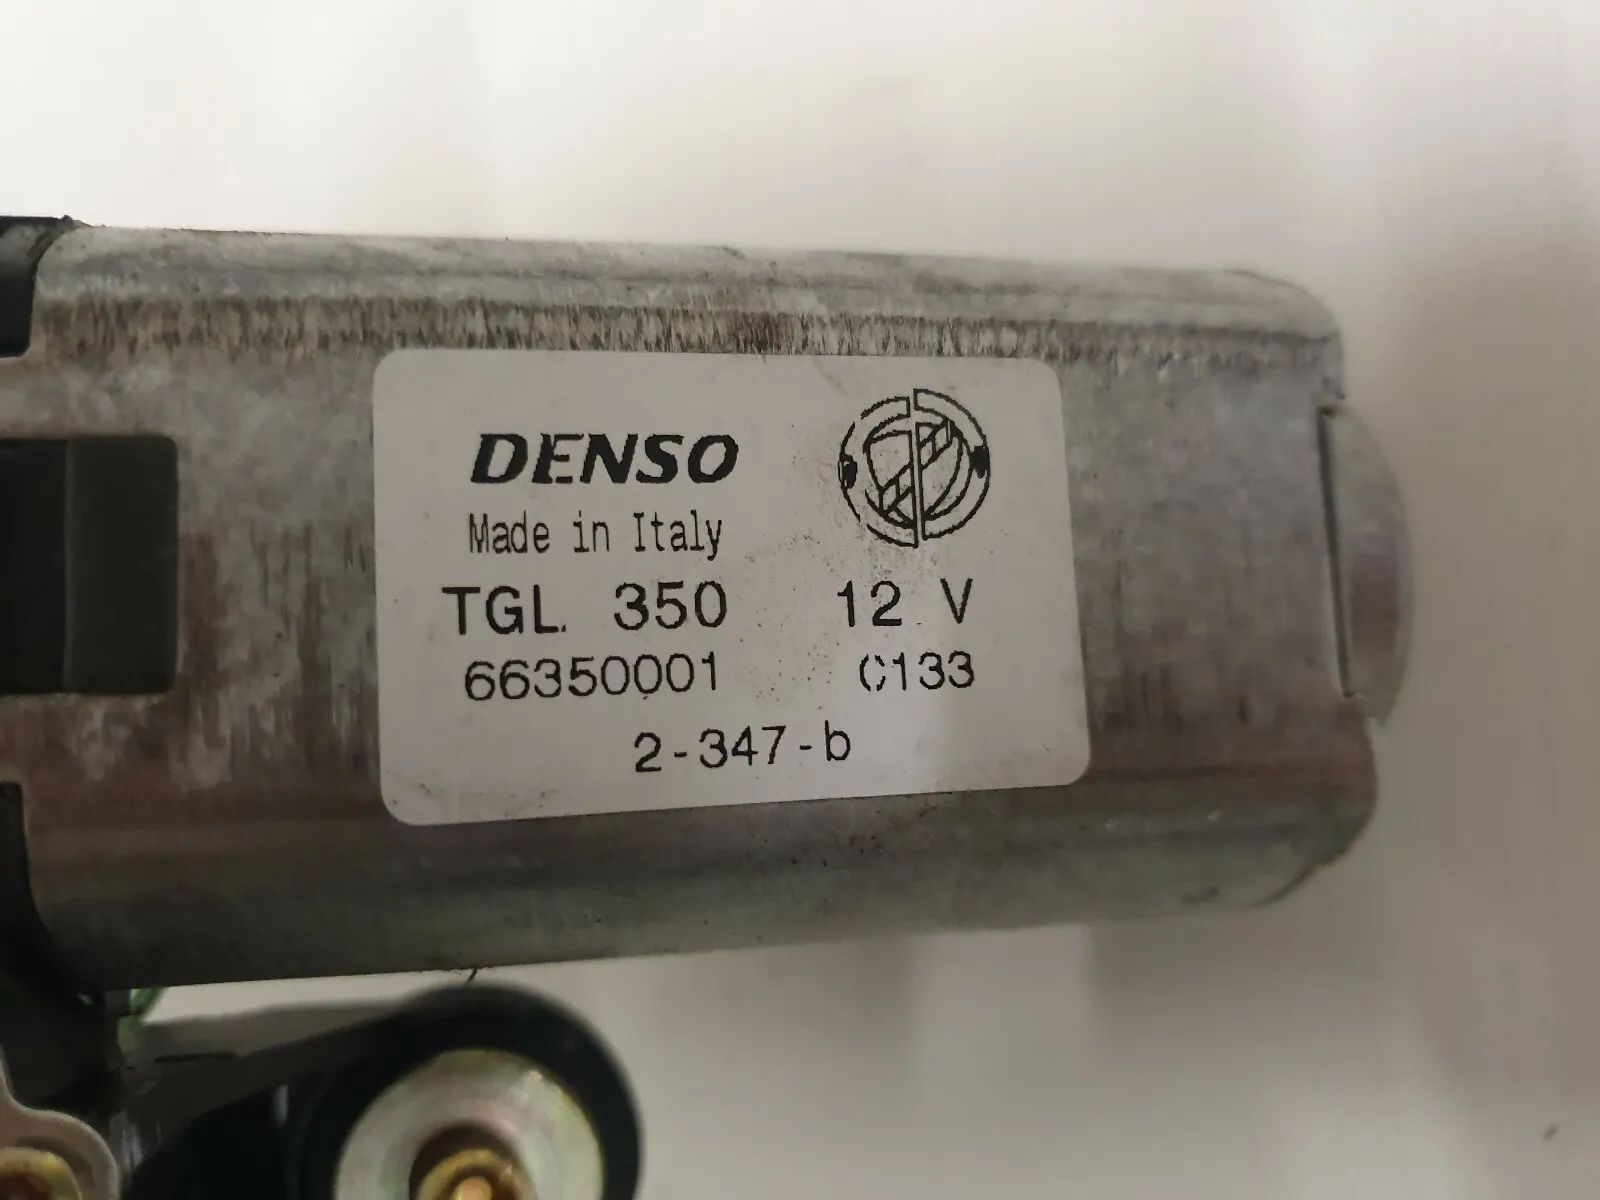 DENSO
Made in Italy
TGL 350 12 V
66350001 C133
2-347-b